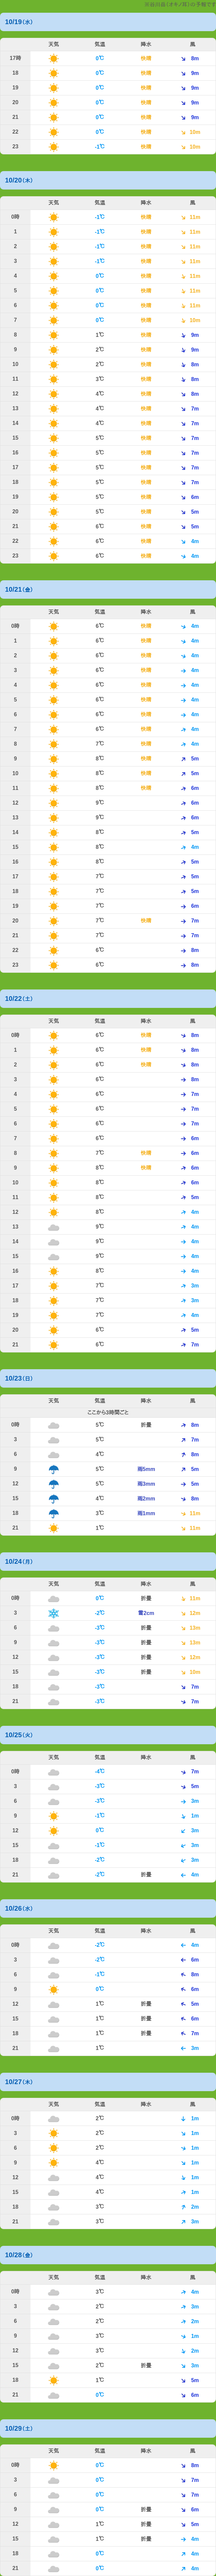 の予報です
10/19(水)
天気 気温 降水 風
17時 0℃ 快晴 8m
18 0℃ 快晴 9m
19 0℃ 快晴 9m
20 0℃ 快晴 9m
21 0℃ 快晴 9m
22 0℃ 快晴 10m
23 -1℃ 快晴 10m
10/20(木)
天気 気温 降水 風
0時 -1℃ 快晴 11m
1 -1℃ 快晴 11m
2 -1℃ 快晴 11m
3 -1℃ 快晴 11m
4 0℃ 快晴 11m
5 0℃ 快晴 11m
6 0℃ 快晴 11m
7 0℃ 快晴 10m
8 1℃ 快晴 9m
9 2℃ 快晴 9m
10 2℃ 快晴 8m
11 3℃ 快晴 8m
12 4℃ 快晴 8m
13 4℃ 快晴 7m
14 4℃ 快晴 7m
15 5℃ 快晴 7m
16 5℃ 快晴 7m
17 5℃ 快晴 7m
18 5℃ 快晴 7m
19 5℃ 快晴 6m
20 5℃ 快晴 5m
21 6℃ 快晴 5m
22 6℃ 快晴 4m
23 6℃ 快晴 4m
10/21(金)
天気 気温 降水 風
0時 6℃ 快晴 4m
1 6℃ 快晴 4m
2 6℃ 快晴 4m
3 6℃ 快晴 4m
4 6℃ 快晴 4m
5 6℃ 快晴 4m
6 6℃ 快晴 4m
7 6℃ 快晴 4m
8 7℃ 快晴 4m
9 8℃ 快晴 5m
10 8℃ 快晴 5m
11 8℃ 快晴 6m
12 9℃ 6m
13 9℃ 6m
14 8℃ 5m
15 8℃ 4m
16 8℃ 5m
17 7℃ 5m
18 7℃ 5m
19 7℃ 6m
20 7℃ 快晴 7m
21 7℃ 7m
22 6℃ 8m
23 6℃ 8m
10/22(土)
天気 気温 降水 風
0時 6℃ 快晴 8m
1 6℃ 快晴 8m
2 6℃ 快晴 8m
3 6℃ 8m
4 6℃ 7m
5 6℃ 7m
6 6℃ 7m
7 6℃ 6m
8 7℃ 快晴 6m
9 8℃ 快晴 6m
10 8℃ 6m
11 8℃ 5m
12 8℃ 4m
13 9℃ 4m
14 9℃ 4m
15 9℃ 4m
16 8℃ 4m
17 7℃ 3m
18 7℃ 3m
19 7℃ 4m
20 6℃ 5m
21 6℃ 7m
10/23(日)
天気 気温 降水 風
ここから3時間ごと
0時 5℃ 折曇 8m
3 5℃ 7m
6 4℃ 8m
9 5℃ 雨5mm 5m
12 5℃ 雨3mm 5m
15 4℃ 雨2mm 8m
18 3℃ 雨1mm 11m
21 1℃ 11m
10/24(月)
天気 気温 降水 風
0時 0℃ 折曇 11m
3 -2℃ 雪2cm 12m
6 -3℃ 折曇 13m
9 -3℃ 折曇 13m
12 -3℃ 折曇 12m
15 -3℃ 折曇 10m
18 -3℃ 7m
21 -3℃ 7m
10/25(火)
天気 気温 降水 風
0時 -4℃ 7m
3 -3℃ 5m
6 -3℃ 3m
9 -1℃ 1m
12 0℃ 3m
15 -1℃ 3m
18 -2℃ 3m
21 -2℃ 折曇 4m
10/26(水)
天気 気温 降水 風
0時 -2℃ 4m
3 -2℃ 6m
6 -1℃ 8m
9 0℃ 6m
12 1℃ 折曇 5m
15 1℃ 折曇 6m
18 1℃ 折曇 7m
21 1℃ 3m
10/27(木)
天気 気温 降水 風
0時 2℃ 1m
3 2℃ 1m
6 2℃ 1m
9 4℃ 1m
12 4℃ 1m
15 4℃ 1m
18 3℃ 2m
21 3℃ 3m
10/28(金)
天気 気温 降水 風
0時 3℃ 4m
3 2℃ 3m
6 2℃ 2m
9 3℃ 1m
12 3℃ 2m
15 2℃ 折曇 3m
18 1℃ 5m
21 0℃ 6m
10/29(土)
天気 気温 降水 風
0時 0℃ 8m
3 0℃ 7m
6 0℃ 7m
9 0℃ 折曇 6m
12 1℃ 折曇 5m
15 1℃ 折曇 4m
18 0℃ 4m
21 0℃ 4m